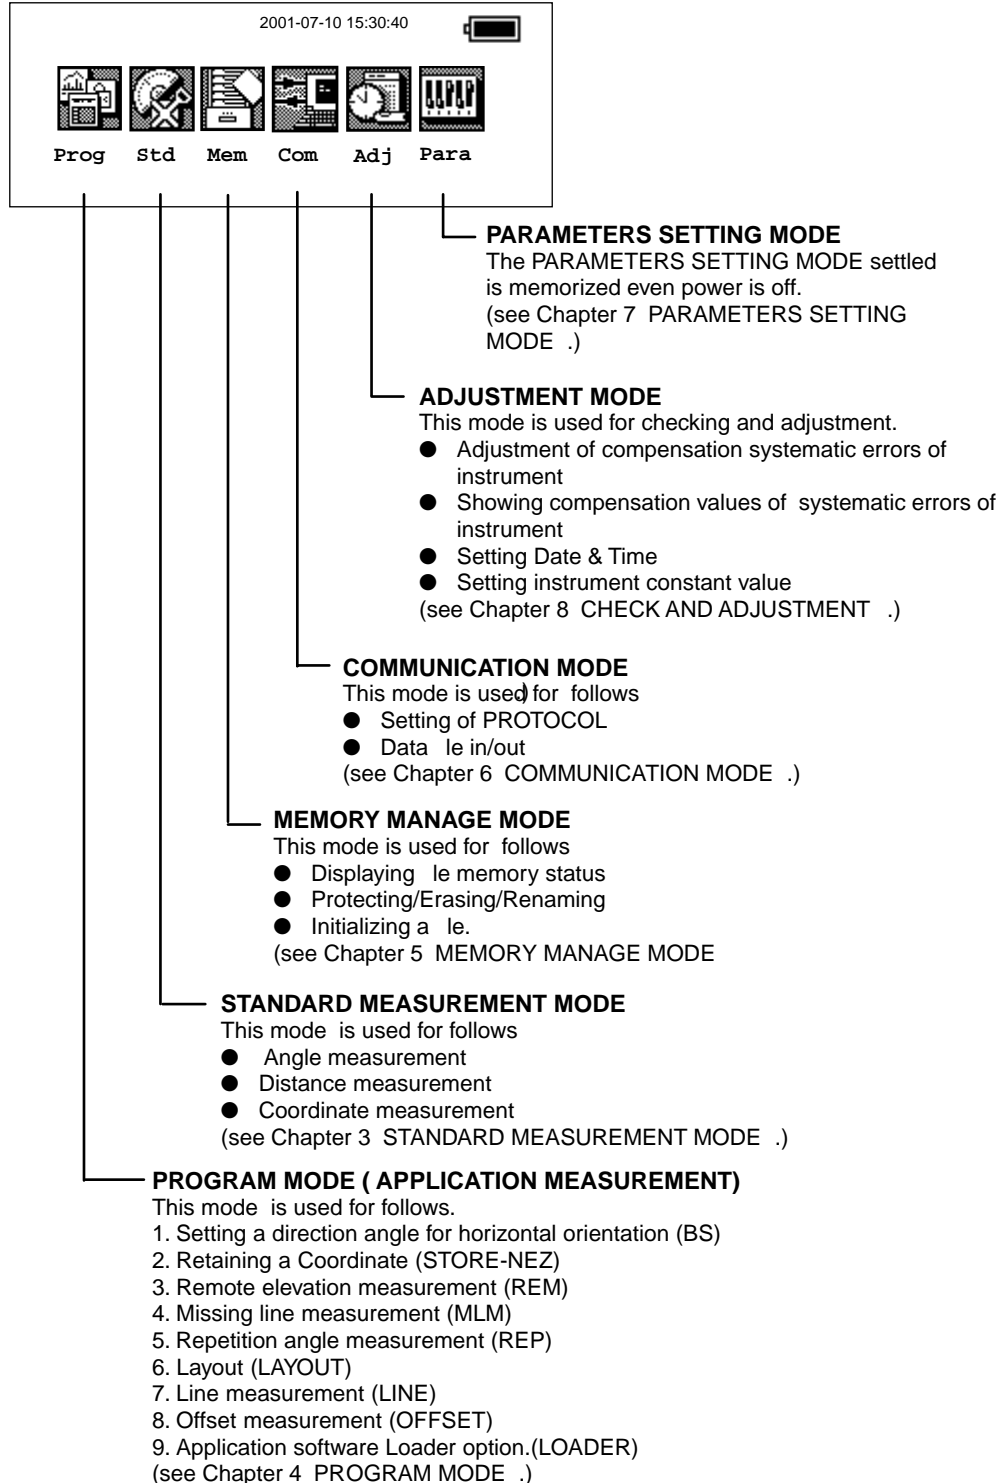 2001-07-10 15:30:40
Prog Std Mem Com Adj Para
PARAMETERS SETTING MODE
The PARAMETERS SETTING MODE settled
is memorized even power is off.
(see Chapter 7 PARAMETERS SETTING
MODE .)
ADJUSTMENT MODE
This mode is used for checking and adjustment.
● Adjustment of compensation systematic errors of
instrument
● Showing compensation values of systematic errors of
instrument
● Setting Date & Time
● Setting instrument constant value
(see Chapter 8 CHECK AND ADJUSTMENT .)
COMMUNICATION MODE
This mode is used for follows
● Setting of PROTOCOL
● Data le in/out
(see Chapter 6 COMMUNICATION MODE .)
MEMORY MANAGE MODE
This mode is used for follows
● Displaying le memory status
● Protecting/Erasing/Renaming
● Initializing a le.
(see Chapter 5 MEMORY MANAGE MODE
STANDARD MEASUREMENT MODE
This mode is used for follows
● Angle measurement
● Distance measurement
● Coordinate measurement
(see Chapter 3 STANDARD MEASUREMENT MODE .)
PROGRAM MODE ( APPLICATION MEASUREMENT)
This mode is used for follows.
1. Setting a direction angle for horizontal orientation (BS)
2. Retaining a Coordinate (STORE-NEZ)
3. Remote elevation measurement (REM)
4. Missing line measurement (MLM)
5. Repetition angle measurement (REP)
6. Layout (LAYOUT)
7. Line measurement (LINE)
8. Offset measurement (OFFSET)
9. Application software Loader option.(LOADER)
(see Chapter 4 PROGRAM MODE .)